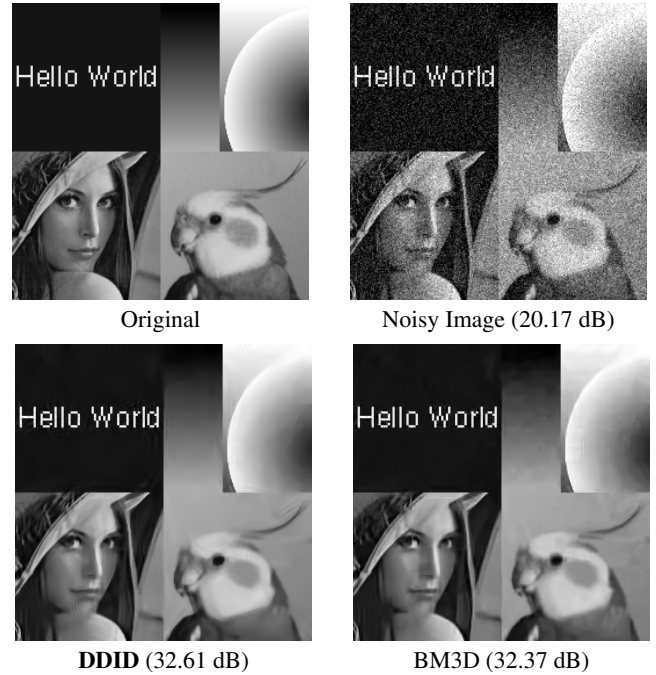 Hello World
Hello World
Original
Noisy Image (20.17 dB)
Hello World
Hello World
DDID (32.61 dB)
BM3D (32.37 dB)